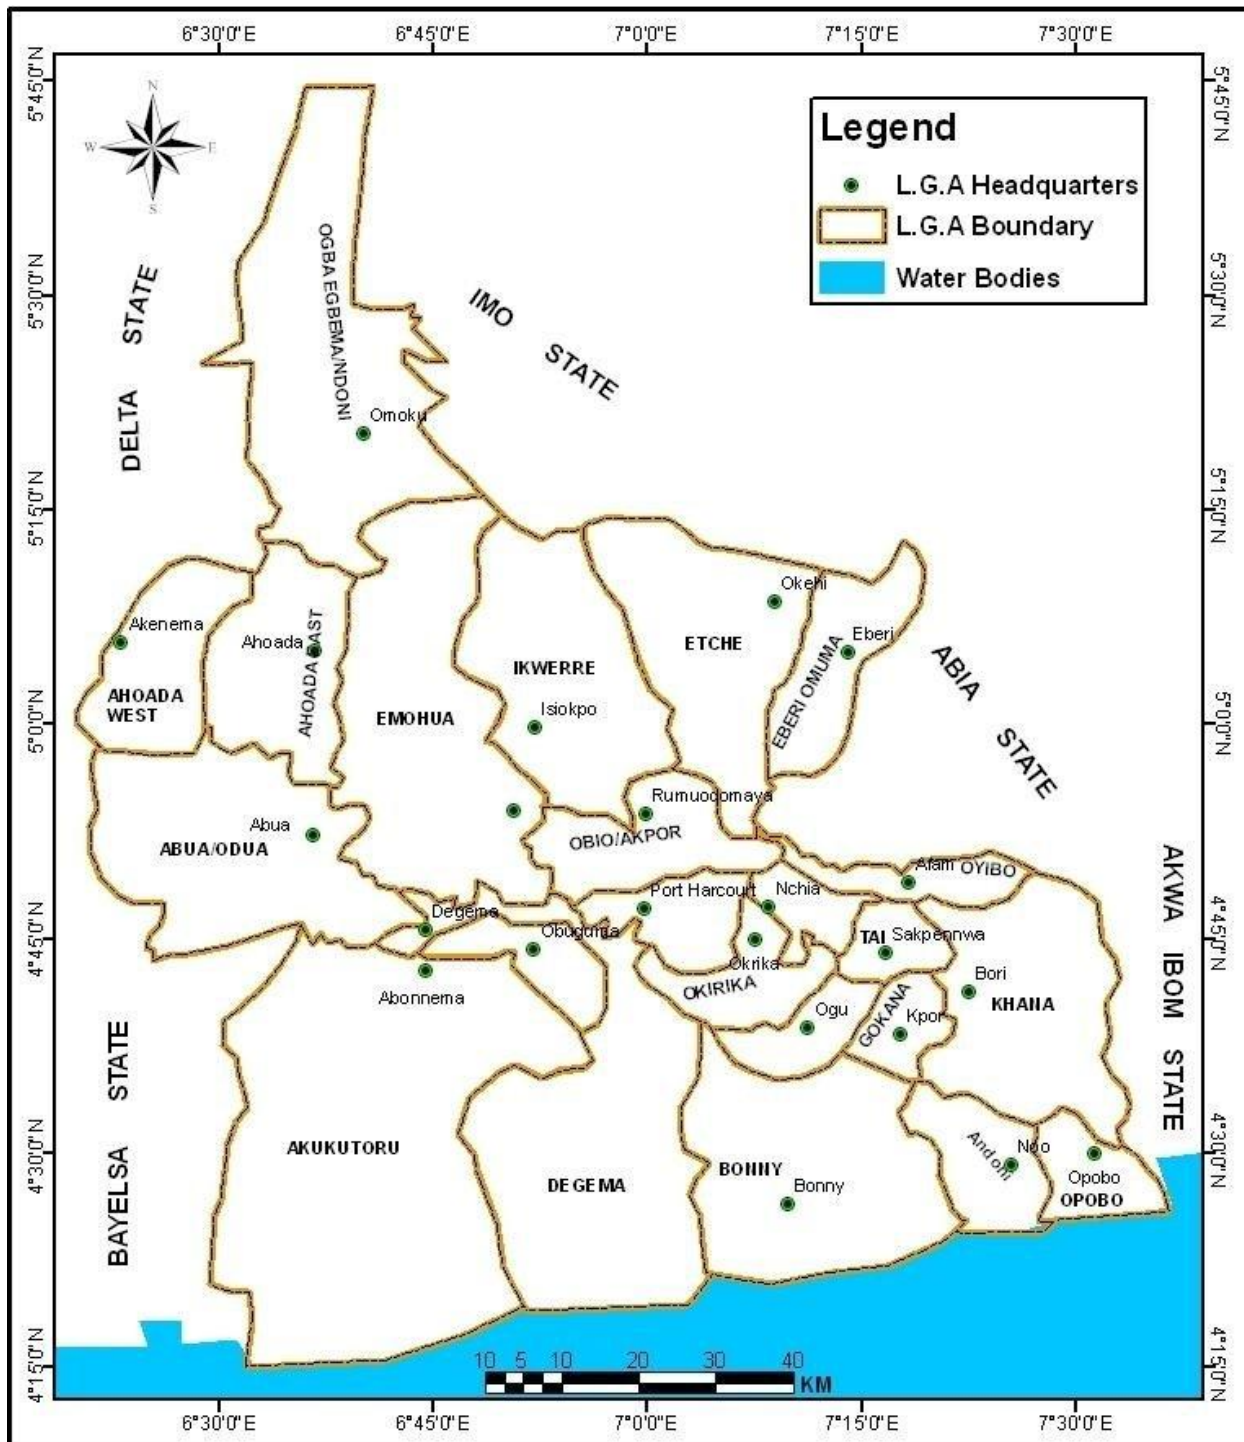 6°30'0"E 6°45'0"E 7°0'0"E 7°15'0"E 7°30'0"E
5°45'0"N
5°45'0"N
N
W E
S
Legend
L.G.A Headquarters
L.G.A Boundary
Water Bodies
5°30'0"N
5°30'0"N
DELTA STATE
OGBA EGBEMA/NDONI
IMO STATE
Omoku
5°15'0"N
5°15'0"N
Okehi
Akenema
Ahoada
AHOADA EAST
ETCHE
Eberi
EBERI OMUMA
ABIA STATE
IKWERRE
AHOADA
WEST
EMOHUA
Isiokpo
5°0'0"N
5°0'0"N
Rumuodomaya
OBIO/AKPOR
Abua
ABUA/ODUA
Afam
OYIBO
AKWA IBOM STATE
Port Harcourt
Nchia
Degema
Obuguma
4°45'0"N
4°45'0"N
TAI
Sakpennwa
Okrika
OKIRIKA
Abonnema
Bori
KHANA
Ogu
GOKANA
Kpor
BAYELSA STATE
AKUKUTORU
DEGEMA
BONNY
Bonny
4°30'0"N
4°30'0"N
Andoni
Ngo
Opobo
OPOBO
4°15'0"N
4°15'0"N
10 5 10 20 30 40
KM
6°30'0"E 6°45'0"E 7°0'0"E 7°15'0"E 7°30'0"E